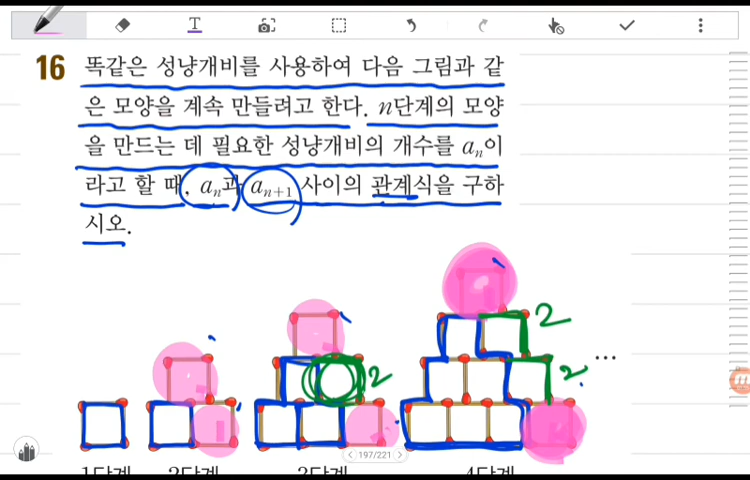 T
16 똑같은 성냥개비를 사용하여 다음 그림과 같
은 모양을 계속 만들려고 한다. n단계의 모양
을 만드는 데 필요한 성냥개비의 개수를 aₙ이
라고 할 때, aₙ과 aₙ₊₁ 사이의 관계식을 구하
시오.
2
2 2 …
197/221
1단계 2단계 3단계 4단계